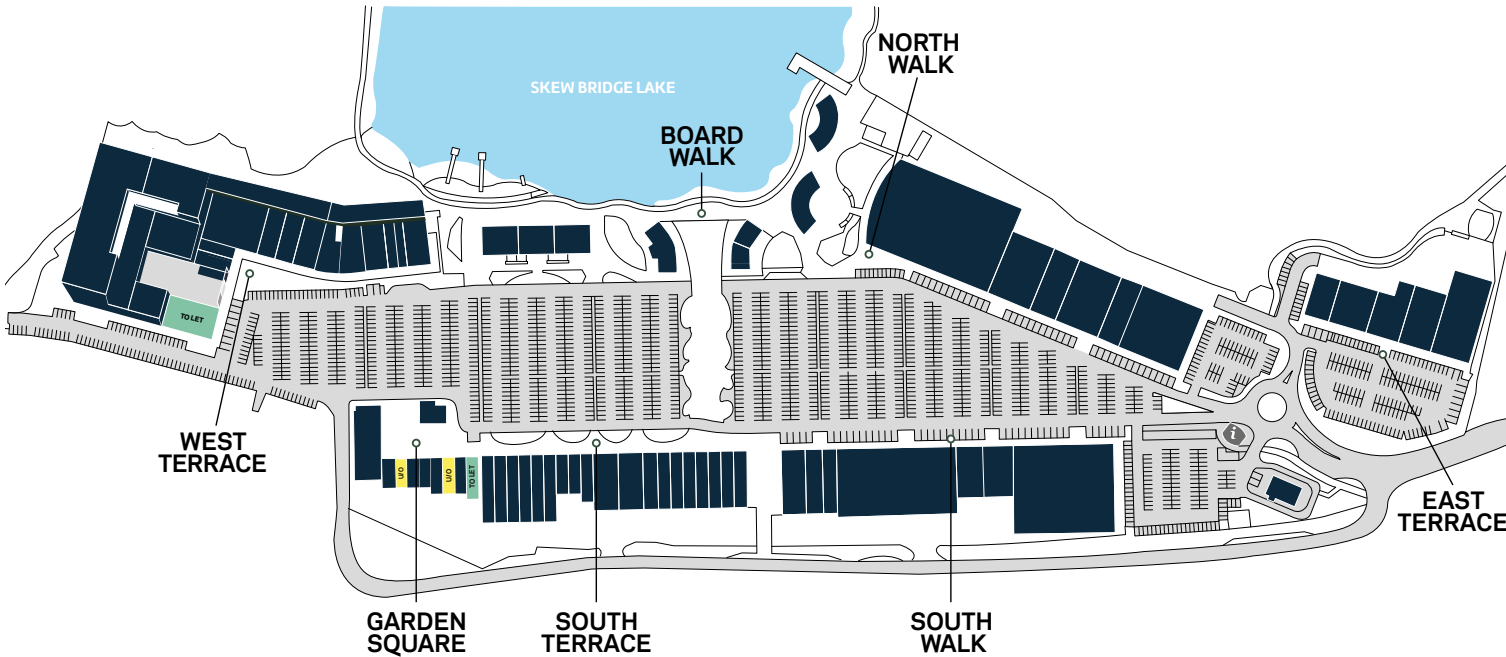 NORTH
WALK
SKEW BRIDGE LAKE
BOARD
WALK
TO LET
WEST
TERRACE
U/O
U/O
TO LET
i
EAST
TERRACE
GARDEN
SQUARE
SOUTH
TERRACE
SOUTH
WALK